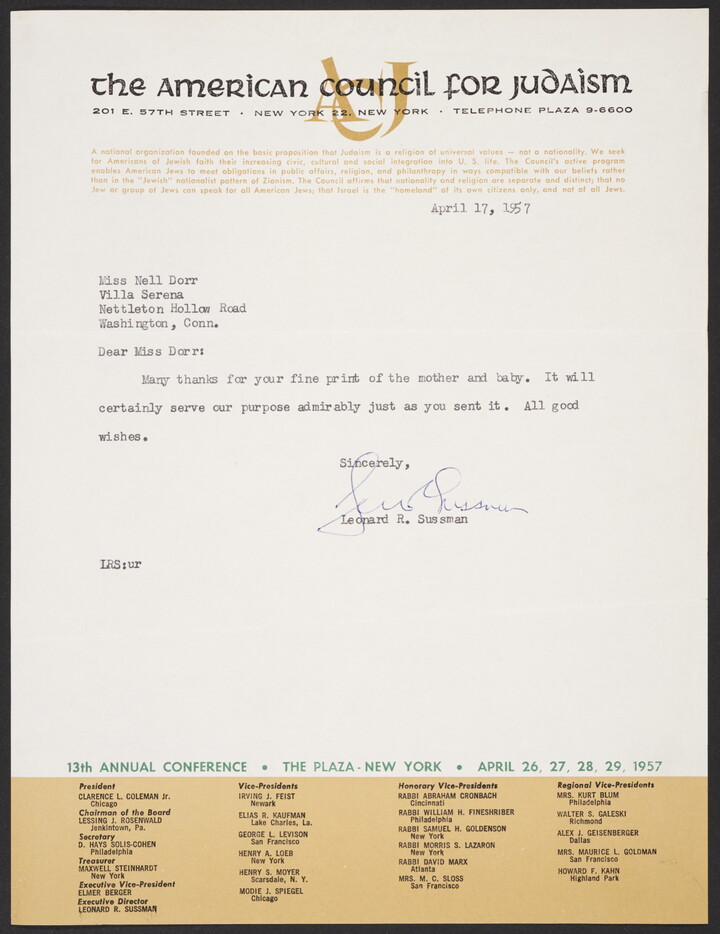 the American Council for Judaism
ACJ
201 E. 57TH STREET · NEW YORK 22, NEW YORK · TELEPHONE PLAZA 9-6600
A national organization founded on the basic proposition that Judaism is a religion of universal values — not a nationality. We seek
for Americans of Jewish faith their increasing civic, cultural and social integration into U. S. life. The Council's active program
enables American Jews to meet obligations in public affairs, religion, and philanthropy in ways compatible with our beliefs rather
than in the "Jewish" nationalist pattern of Zionism. The Council affirms that nationality and religion are separate and distinct; that no
Jew or group of Jews can speak for all American Jews; that Israel is the "homeland" of its own citizens only, and not of all Jews.
April 17, 1957
Miss Nell Dorr
Villa Serena
Nettleton Hollow Road
Washington, Conn.
Dear Miss Dorr:
Many thanks for your fine print of the mother and baby. It will
certainly serve our purpose admirably just as you sent it. All good
wishes.
Sincerely,
Leonard R. Sussman
LRS:ur
13th ANNUAL CONFERENCE • THE PLAZA - NEW YORK • APRIL 26, 27, 28, 29, 1957
President
CLARENCE L. COLEMAN Jr.
Chicago
Chairman of the Board
LESSING J. ROSENWALD
Jenkintown, Pa.
Secretary
D. HAYS SOLIS-COHEN
Philadelphia
Treasurer
MAXWELL STEINHARDT
New York
Executive Vice-President
ELMER BERGER
Executive Director
LEONARD R. SUSSMAN
Vice-Presidents
IRVING J. FEIST
Newark
ELIAS R. KAUFMAN
Lake Charles, La.
GEORGE L. LEVISON
San Francisco
HENRY A. LOEB
New York
HENRY S. MOYER
Scarsdale, N. Y.
MODIE J. SPIEGEL
Chicago
Honorary Vice-Presidents
RABBI ABRAHAM CRONBACH
Cincinnati
RABBI WILLIAM H. FINESHRIBER
Philadelphia
RABBI SAMUEL H. GOLDENSON
New York
RABBI MORRIS S. LAZARON
New York
RABBI DAVID MARX
Atlanta
MRS. M. C. SLOSS
San Francisco
Regional Vice-Presidents
MRS. KURT BLUM
Philadelphia
WALTER S. GALESKI
Richmond
ALEX J. GEISENBERGER
Dallas
MRS. MAURICE L. GOLDMAN
San Francisco
HOWARD F. KAHN
Highland Park